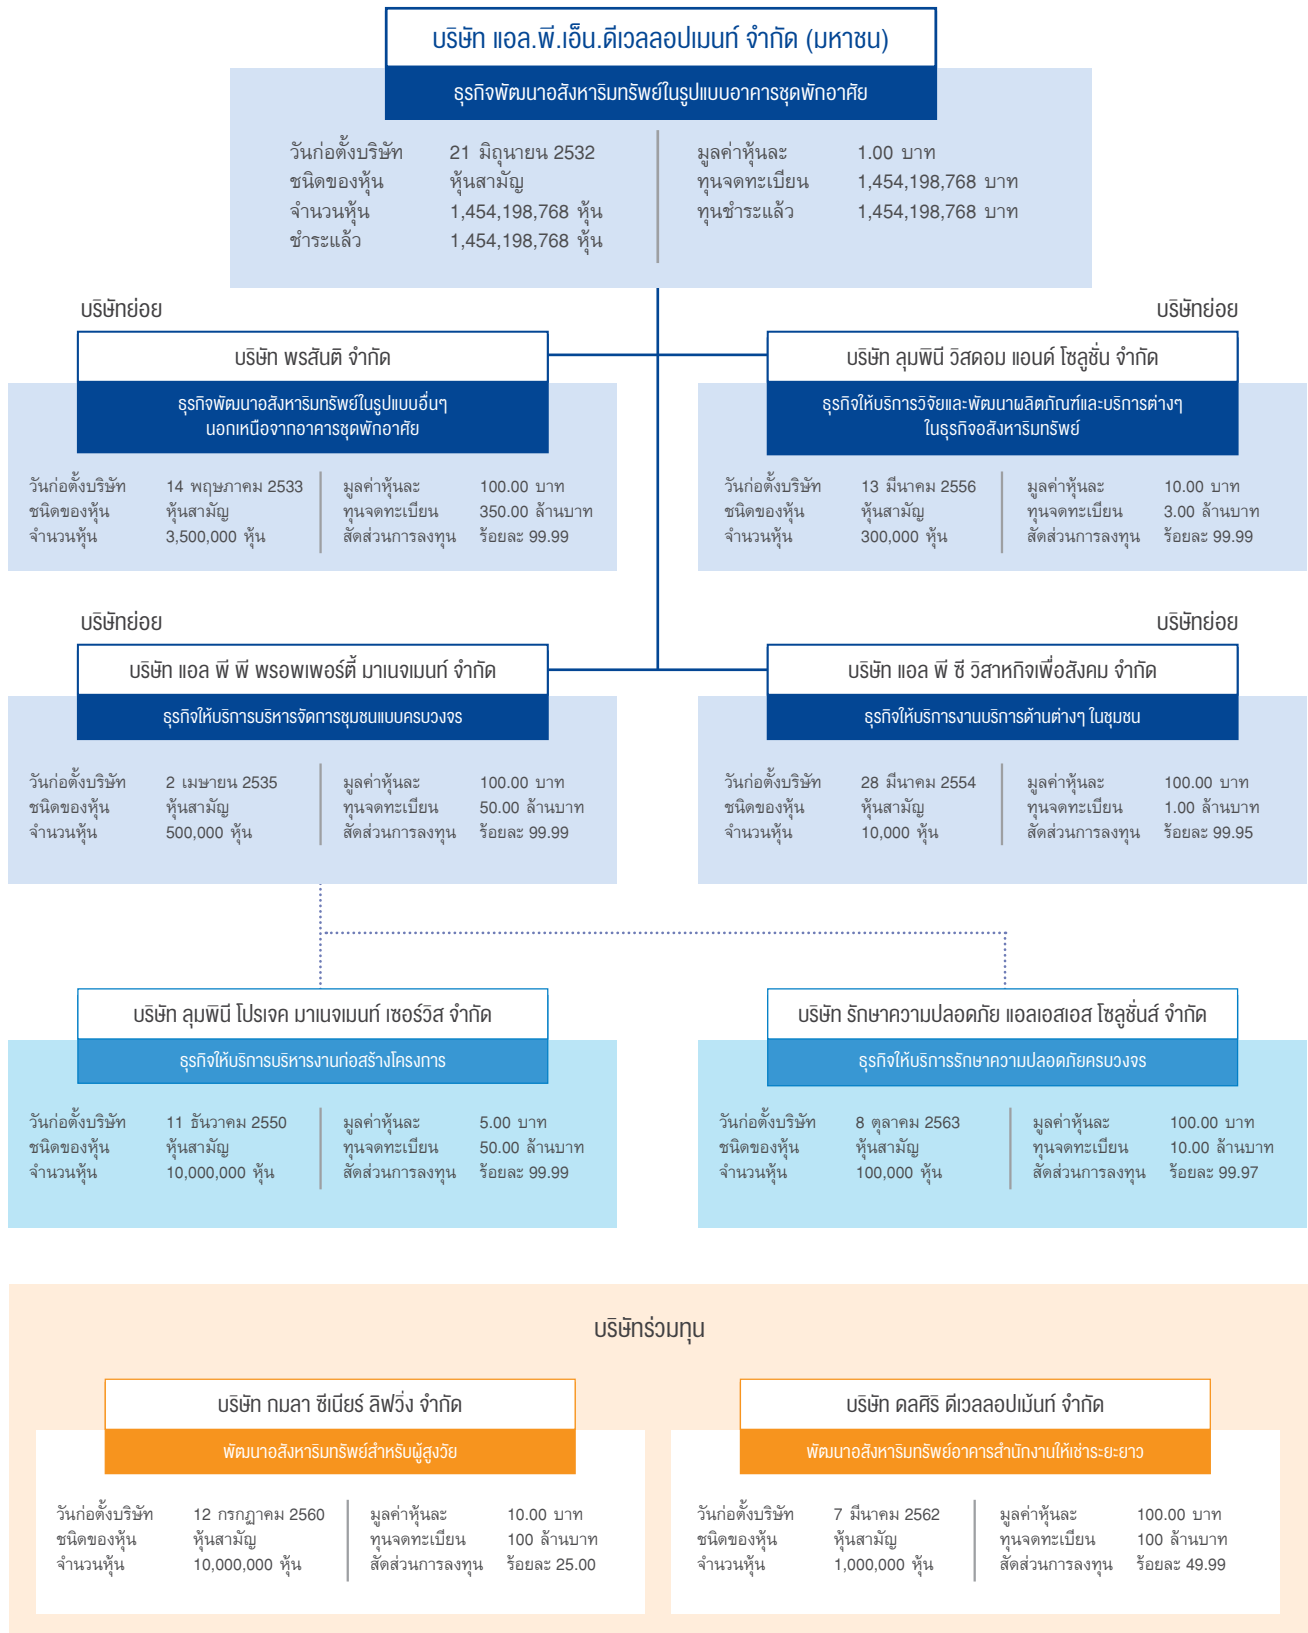 บริษัท แอล.พี.เอ็น.ดีเวลลอปเมนท์ จำกัด (มหาชน)
ธุรกิจพัฒนาอสังหาริมทรัพย์ในรูปแบบอาคารชุดพักอาศัย
วันก่อตั้งบริษัท 21 มิถุนายน 2532 มูลค่าหุ้นละ 1.00 บาท
ชนิดของหุ้น หุ้นสามัญ ทุนจดทะเบียน 1,454,198,768 บาท
จำนวนหุ้น 1,454,198,768 หุ้น ทุนชำระแล้ว 1,454,198,768 บาท
ชำระแล้ว 1,454,198,768 หุ้น
บริษัทย่อย
บริษัท พรสันติ จำกัด
ธุรกิจพัฒนาอสังหาริมทรัพย์ในรูปแบบอื่นๆ
นอกเหนือจากอาคารชุดพักอาศัย
วันก่อตั้งบริษัท 14 พฤษภาคม 2533 มูลค่าหุ้นละ 100.00 บาท
ชนิดของหุ้น หุ้นสามัญ ทุนจดทะเบียน 350.00 ล้านบาท
จำนวนหุ้น 3,500,000 หุ้น สัดส่วนการลงทุน ร้อยละ 99.99
บริษัทย่อย
บริษัท ลุมพินี วิสดอม แอนด์ โซลูชั่น จำกัด
ธุรกิจให้บริการวิจัยและพัฒนาผลิตภัณฑ์และบริการต่างๆ
ในธุรกิจอสังหาริมทรัพย์
วันก่อตั้งบริษัท 13 มีนาคม 2556 มูลค่าหุ้นละ 10.00 บาท
ชนิดของหุ้น หุ้นสามัญ ทุนจดทะเบียน 3.00 ล้านบาท
จำนวนหุ้น 300,000 หุ้น สัดส่วนการลงทุน ร้อยละ 99.99
บริษัทย่อย
บริษัท แอล พี พี พรอพเพอร์ตี้ มาเนจเมนท์ จำกัด
ธุรกิจให้บริการบริหารจัดการชุมชนแบบครบวงจร
วันก่อตั้งบริษัท 2 เมษายน 2535 มูลค่าหุ้นละ 100.00 บาท
ชนิดของหุ้น หุ้นสามัญ ทุนจดทะเบียน 50.00 ล้านบาท
จำนวนหุ้น 500,000 หุ้น สัดส่วนการลงทุน ร้อยละ 99.99
บริษัทย่อย
บริษัท แอล พี ซี วิสาหกิจเพื่อสังคม จำกัด
ธุรกิจให้บริการงานบริการด้านต่างๆ ในชุมชน
วันก่อตั้งบริษัท 28 มีนาคม 2554 มูลค่าหุ้นละ 100.00 บาท
ชนิดของหุ้น หุ้นสามัญ ทุนจดทะเบียน 1.00 ล้านบาท
จำนวนหุ้น 10,000 หุ้น สัดส่วนการลงทุน ร้อยละ 99.95
บริษัท ลุมพินี โปรเจค มาเนจเมนท์ เซอร์วิส จำกัด
ธุรกิจให้บริการบริหารงานก่อสร้างโครงการ
วันก่อตั้งบริษัท 11 ธันวาคม 2550 มูลค่าหุ้นละ 5.00 บาท
ชนิดของหุ้น หุ้นสามัญ ทุนจดทะเบียน 50.00 ล้านบาท
จำนวนหุ้น 10,000,000 หุ้น สัดส่วนการลงทุน ร้อยละ 99.99
บริษัท รักษาความปลอดภัย แอลเอสเอส โซลูชั่นส์ จำกัด
ธุรกิจให้บริการรักษาความปลอดภัยครบวงจร
วันก่อตั้งบริษัท 8 ตุลาคม 2563 มูลค่าหุ้นละ 100.00 บาท
ชนิดของหุ้น หุ้นสามัญ ทุนจดทะเบียน 10.00 ล้านบาท
จำนวนหุ้น 100,000 หุ้น สัดส่วนการลงทุน ร้อยละ 99.97
บริษัทร่วมทุน
บริษัท กมลา ซีเนียร์ ลิฟวิ่ง จำกัด
พัฒนาอสังหาริมทรัพย์สำหรับผู้สูงวัย
วันก่อตั้งบริษัท 12 กรกฎาคม 2560 มูลค่าหุ้นละ 10.00 บาท
ชนิดของหุ้น หุ้นสามัญ ทุนจดทะเบียน 100 ล้านบาท
จำนวนหุ้น 10,000,000 หุ้น สัดส่วนการลงทุน ร้อยละ 25.00
บริษัท ดลศิริ ดีเวลลอปเม้นท์ จำกัด
พัฒนาอสังหาริมทรัพย์อาคารสำนักงานให้เช่าระยะยาว
วันก่อตั้งบริษัท 7 มีนาคม 2562 มูลค่าหุ้นละ 100.00 บาท
ชนิดของหุ้น หุ้นสามัญ ทุนจดทะเบียน 100 ล้านบาท
จำนวนหุ้น 1,000,000 หุ้น สัดส่วนการลงทุน ร้อยละ 49.99